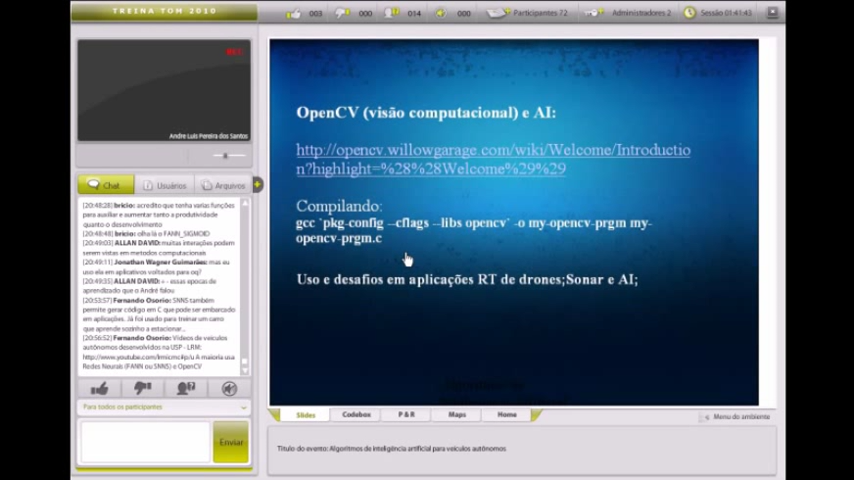 TREINA TOM 2010
003
000
014
000
Participantes 72
Administradores 2
Sessão 01:41:43
Andre Luis Pereira dos Santos
Chat
Usuários
Arquivos
[20:48:28] bricio: acredito que tenha varias funções
para auxiliar e aumentar tanto a produtividade
quanto o desenvolvimento
[20:48:48] bricio: olha lá o FANN_SIGMOID
[20:49:03] ALLAN DAVID: muitas interações podem
serem vistas em metodos computacionais
[20:49:11] Jonathan Wagner Guimarães: mas eu
uso ela em aplicativos voltados para oq?
[20:49:35] ALLAN DAVID: = - essas epocas de
aprendizado que o André falou
[20:53:57] Fernando Osorio: SNNS também
permite gerar código em C que pode ser embarcado
em aplicações. Já foi usado para treinar um carro
que aprende sozinho a estacionar...
[20:56:52] Fernando Osorio: Vídeos de veículos
autônomos desenvolvidos na USP - LRM:
http://www.youtube.com/lrmicmc#p/u A maioria usa
Redes Neurais (FANN ou SNNS) e OpenCV
Para todos os participantes
Enviar
OpenCV (visão computacional) e AI:
http://opencv.willowgarage.com/wiki/Welcome/Introductio
n?highlight=%28%28Welcome%29%29
Compilando:
gcc `pkg-config --cflags --libs opencv` -o my-opencv-prgm my-
opencv-prgm.c
Uso e desafios em aplicações RT de drones;Sonar e AI;
Slides
Codebox
P & R
Maps
Home
Menu do ambiente
Título do evento: Algoritmos de inteligência artificial para veículos autônomos.